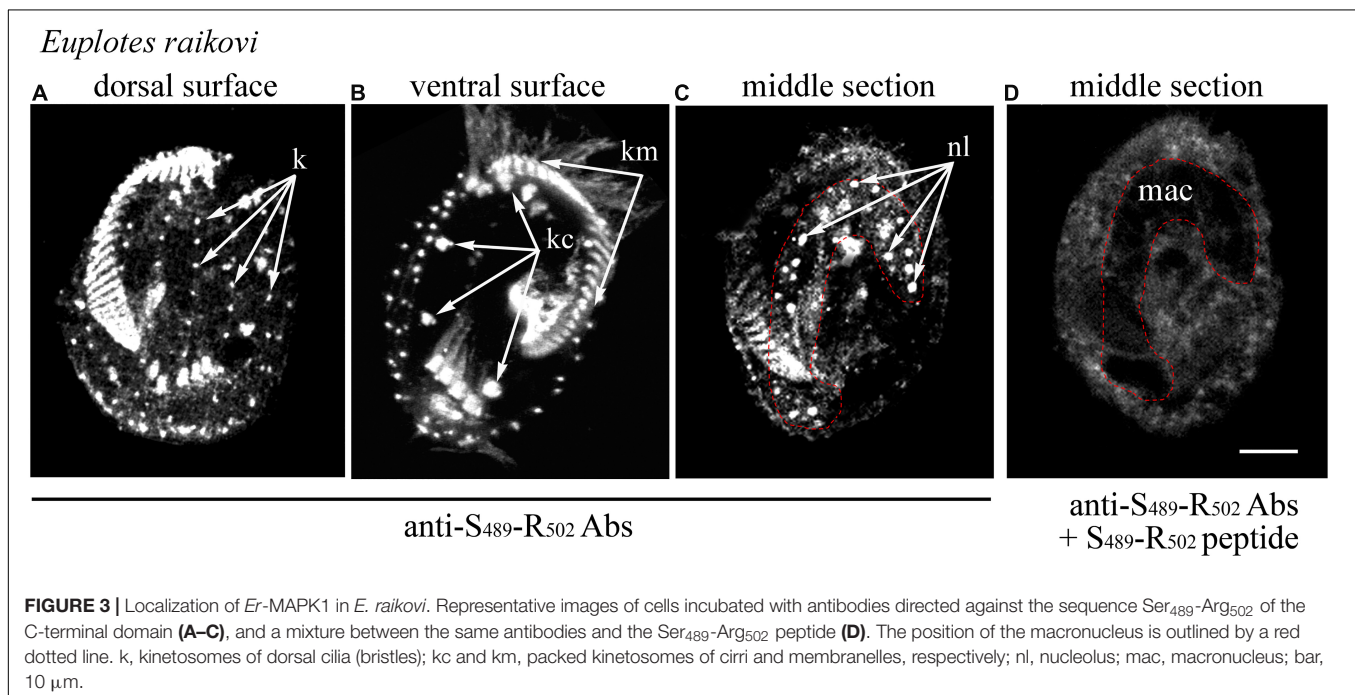 Euplotes raikovi
A dorsal surface B ventral surface C middle section D middle section
k
km
kc
nl
mac
anti-S489-R502 Abs
anti-S489-R502 Abs
+ S489-R502 peptide
FIGURE 3 | Localization of Er-MAPK1 in E. raikovi. Representative images of cells incubated with antibodies directed against the sequence Ser489-Arg502 of the
C-terminal domain (A–C), and a mixture between the same antibodies and the Ser489-Arg502 peptide (D). The position of the macronucleus is outlined by a red
dotted line. k, kinetosomes of dorsal cilia (bristles); kc and km, packed kinetosomes of cirri and membranelles, respectively; nl, nucleolus; mac, macronucleus; bar,
10 μm.